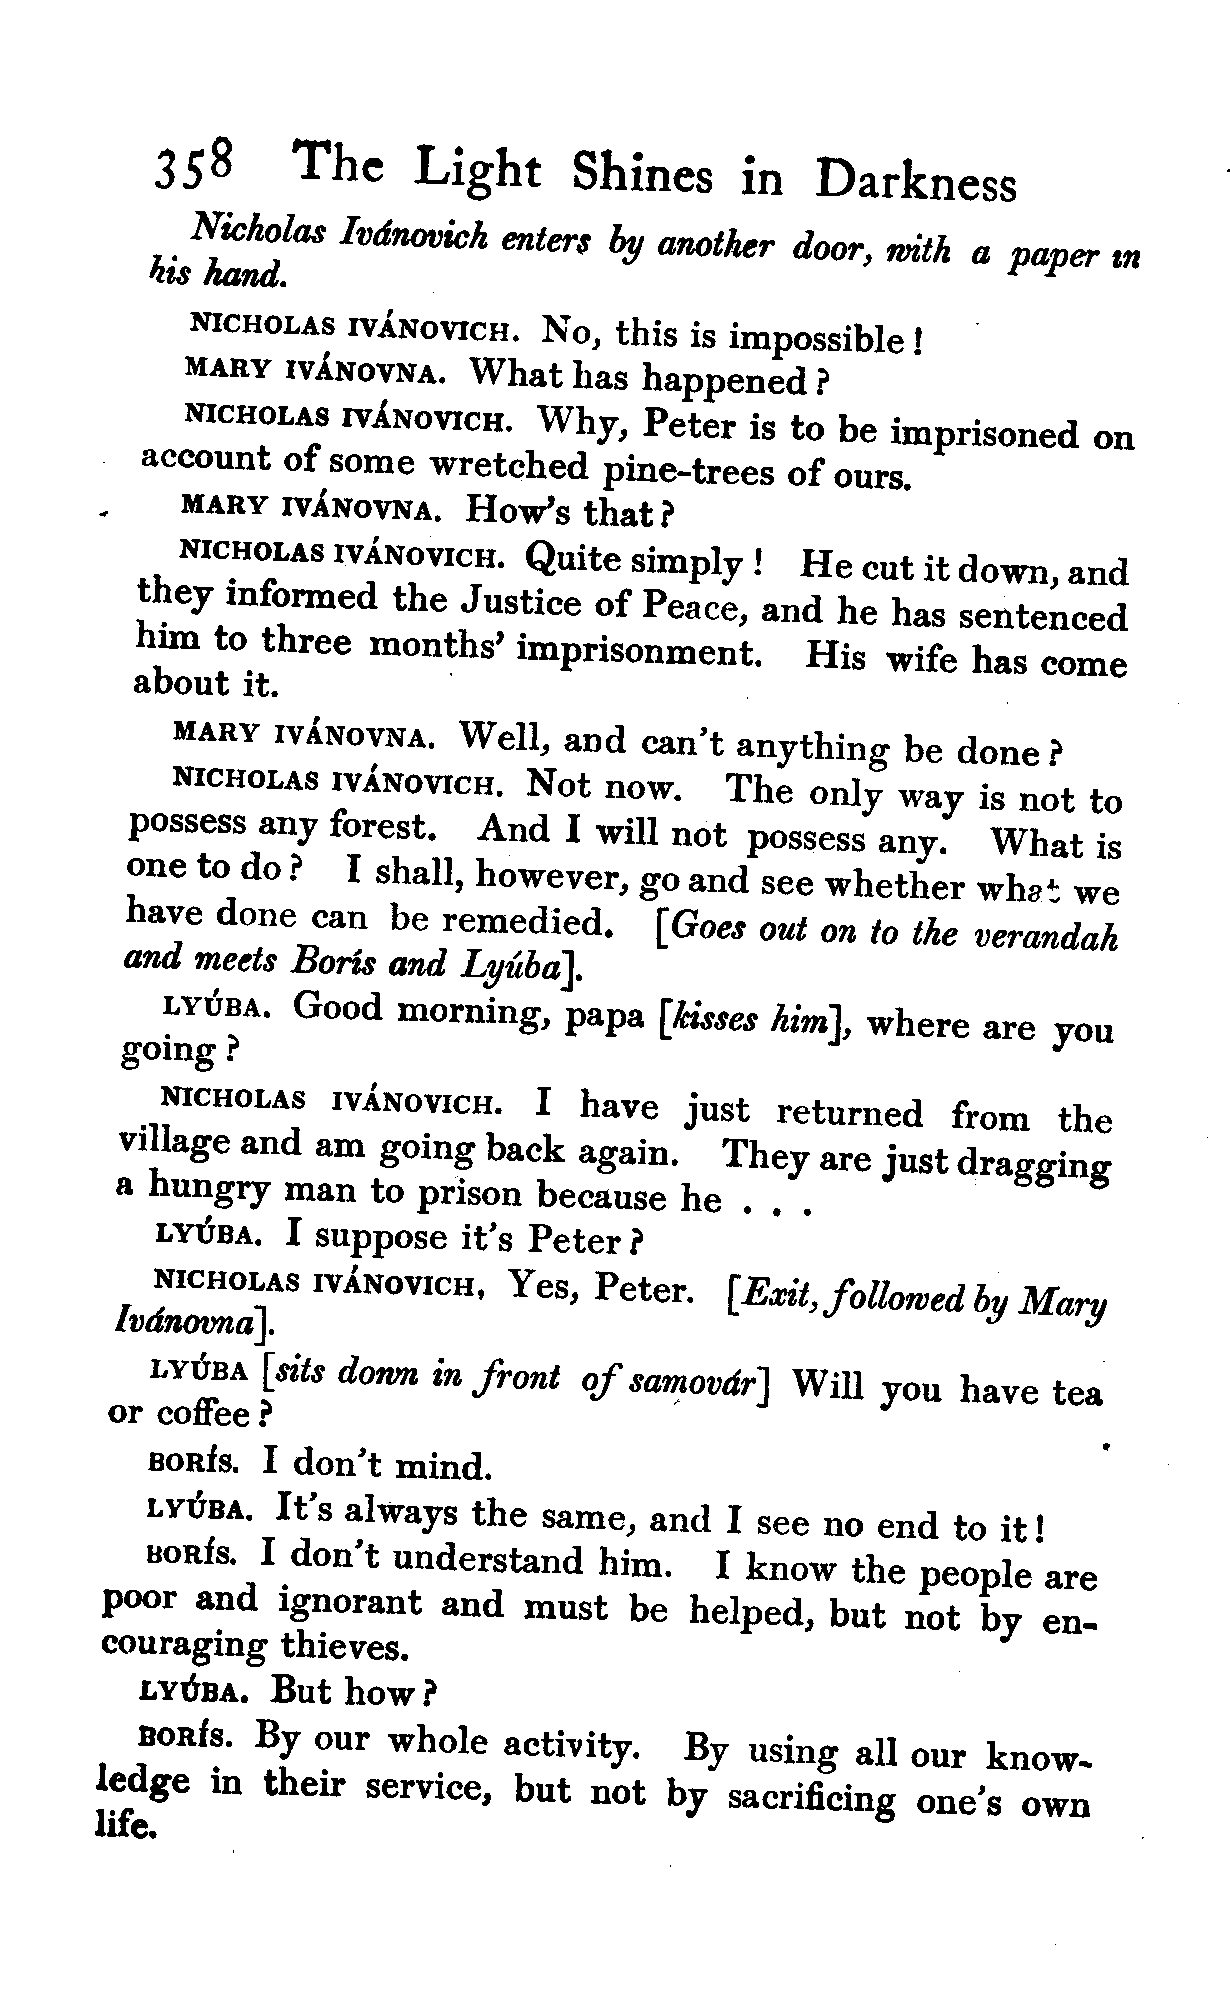 358 The Light Shines in Darkness
Nicholas Ivánovich enters by another door, with a paper in
his hand.
NICHOLAS IVÁNOVICH. No, this is impossible!
MARY IVÁNOVNA. What has happened?
NICHOLAS IVÁNOVICH. Why, Peter is to be imprisoned on
account of some wretched pine-trees of ours.
MARY IVÁNOVNA. How's that?
NICHOLAS IVÁNOVICH. Quite simply! He cut it down, and
they informed the Justice of Peace, and he has sentenced
him to three months' imprisonment. His wife has come
about it.
MARY IVÁNOVNA. Well, and can't anything be done?
NICHOLAS IVÁNOVICH. Not now. The only way is not to
possess any forest. And I will not possess any. What is
one to do? I shall, however, go and see whether what we
have done can be remedied. [Goes out on to the verandah
and meets Borís and Lyúba].
LYÚBA. Good morning, papa [kisses him], where are you
going?
NICHOLAS IVÁNOVICH. I have just returned from the
village and am going back again. They are just dragging
a hungry man to prison because he . . .
LYÚBA. I suppose it's Peter?
NICHOLAS IVÁNOVICH, Yes, Peter. [Exit, followed by Mary
Ivánovna].
LYÚBA [sits down in front of samovár] Will you have tea
or coffee?
BORÍS. I don't mind.
LYÚBA. It's always the same, and I see no end to it!
BORÍS. I don't understand him. I know the people are
poor and ignorant and must be helped, but not by en-
couraging thieves.
LYÚBA. But how?
BORÍS. By our whole activity. By using all our know-
ledge in their service, but not by sacrificing one's own
life.